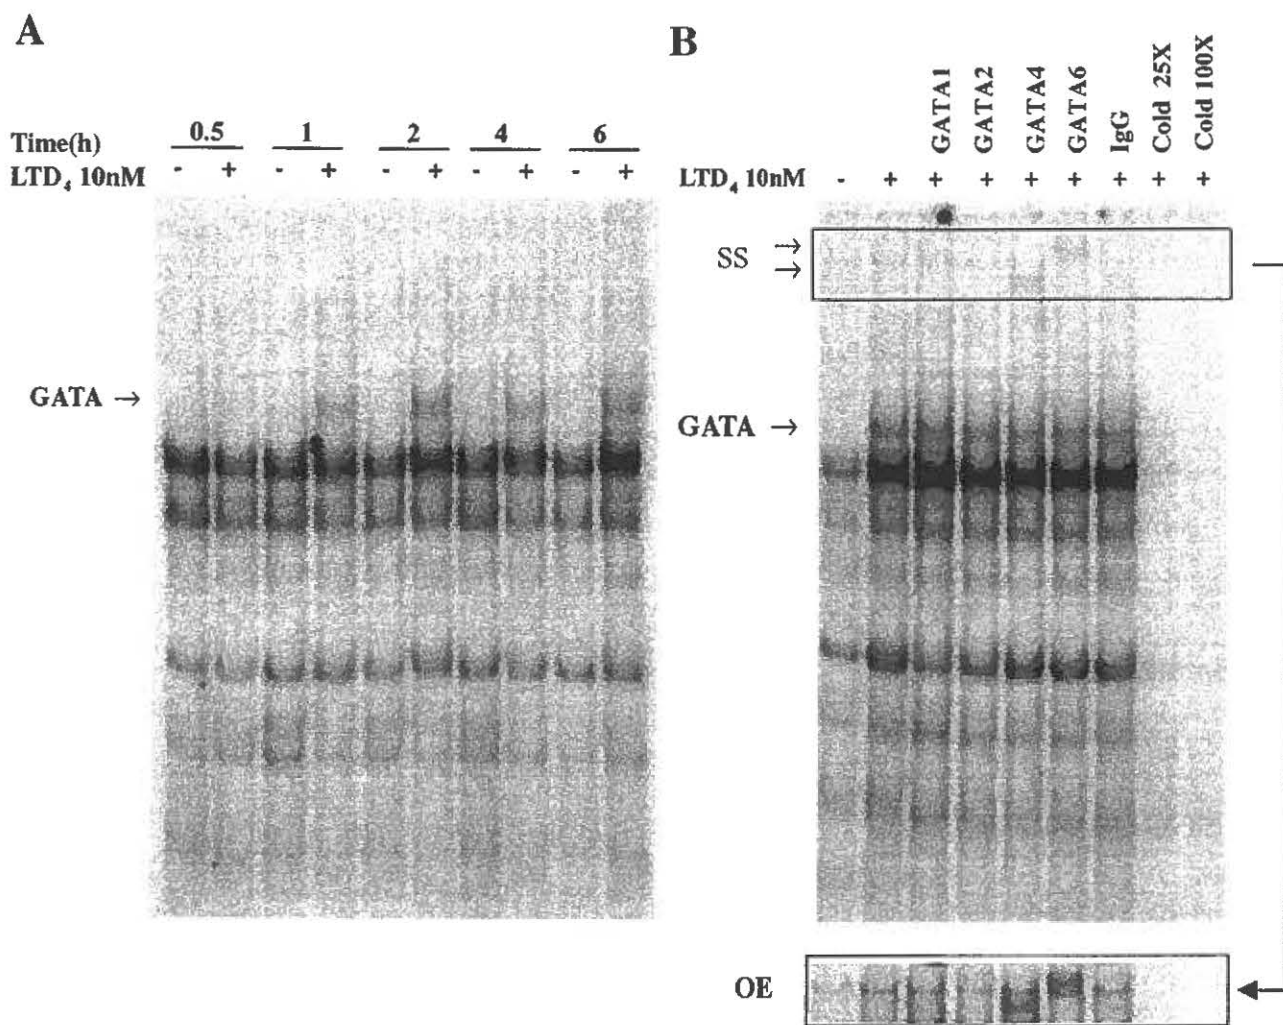 A
Time(h) 0.5 1 2 4 6
LTD4 10nM - + - + - + - + - +
GATA →
B
GATA1 GATA2 GATA4 GATA6 IgG Cold 25X Cold 100X
LTD4 10nM - + + + + + + + +
SS → →
GATA →
OE